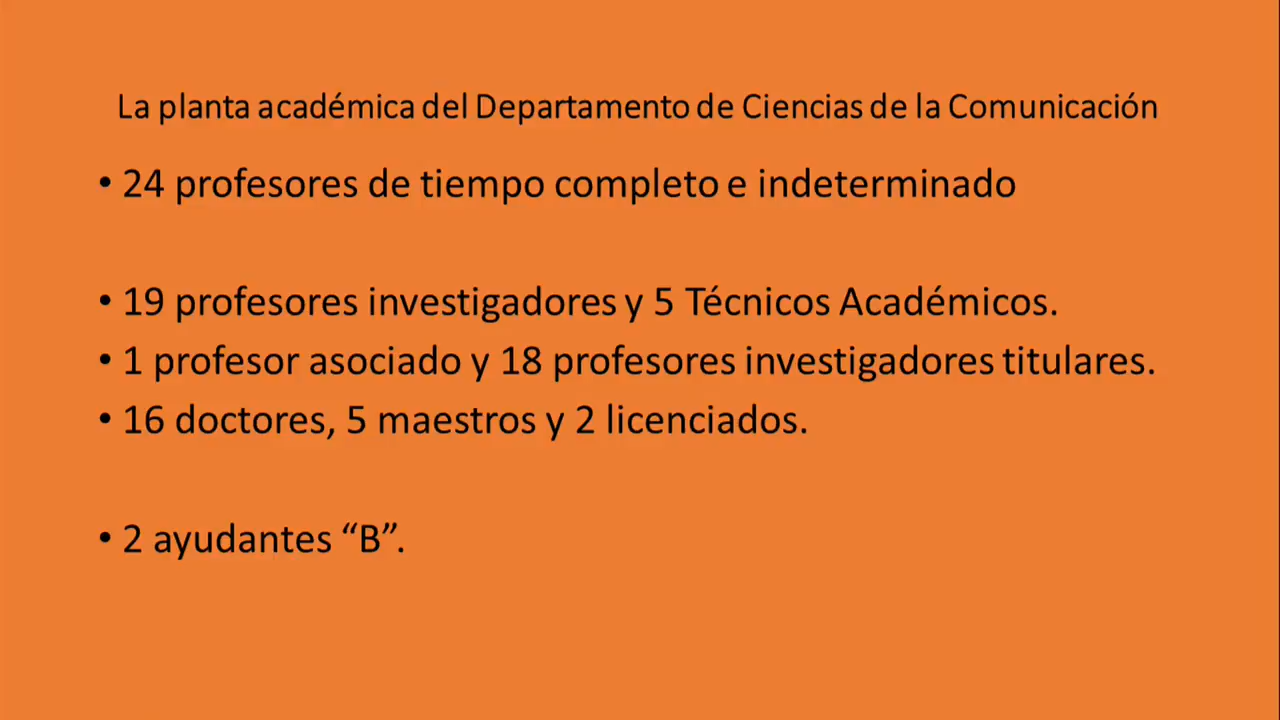 La planta académica del Departamento de Ciencias de la Comunicación
• 24 profesores de tiempo completo e indeterminado
• 19 profesores investigadores y 5 Técnicos Académicos.
• 1 profesor asociado y 18 profesores investigadores titulares.
• 16 doctores, 5 maestros y 2 licenciados.
• 2 ayudantes “B”.